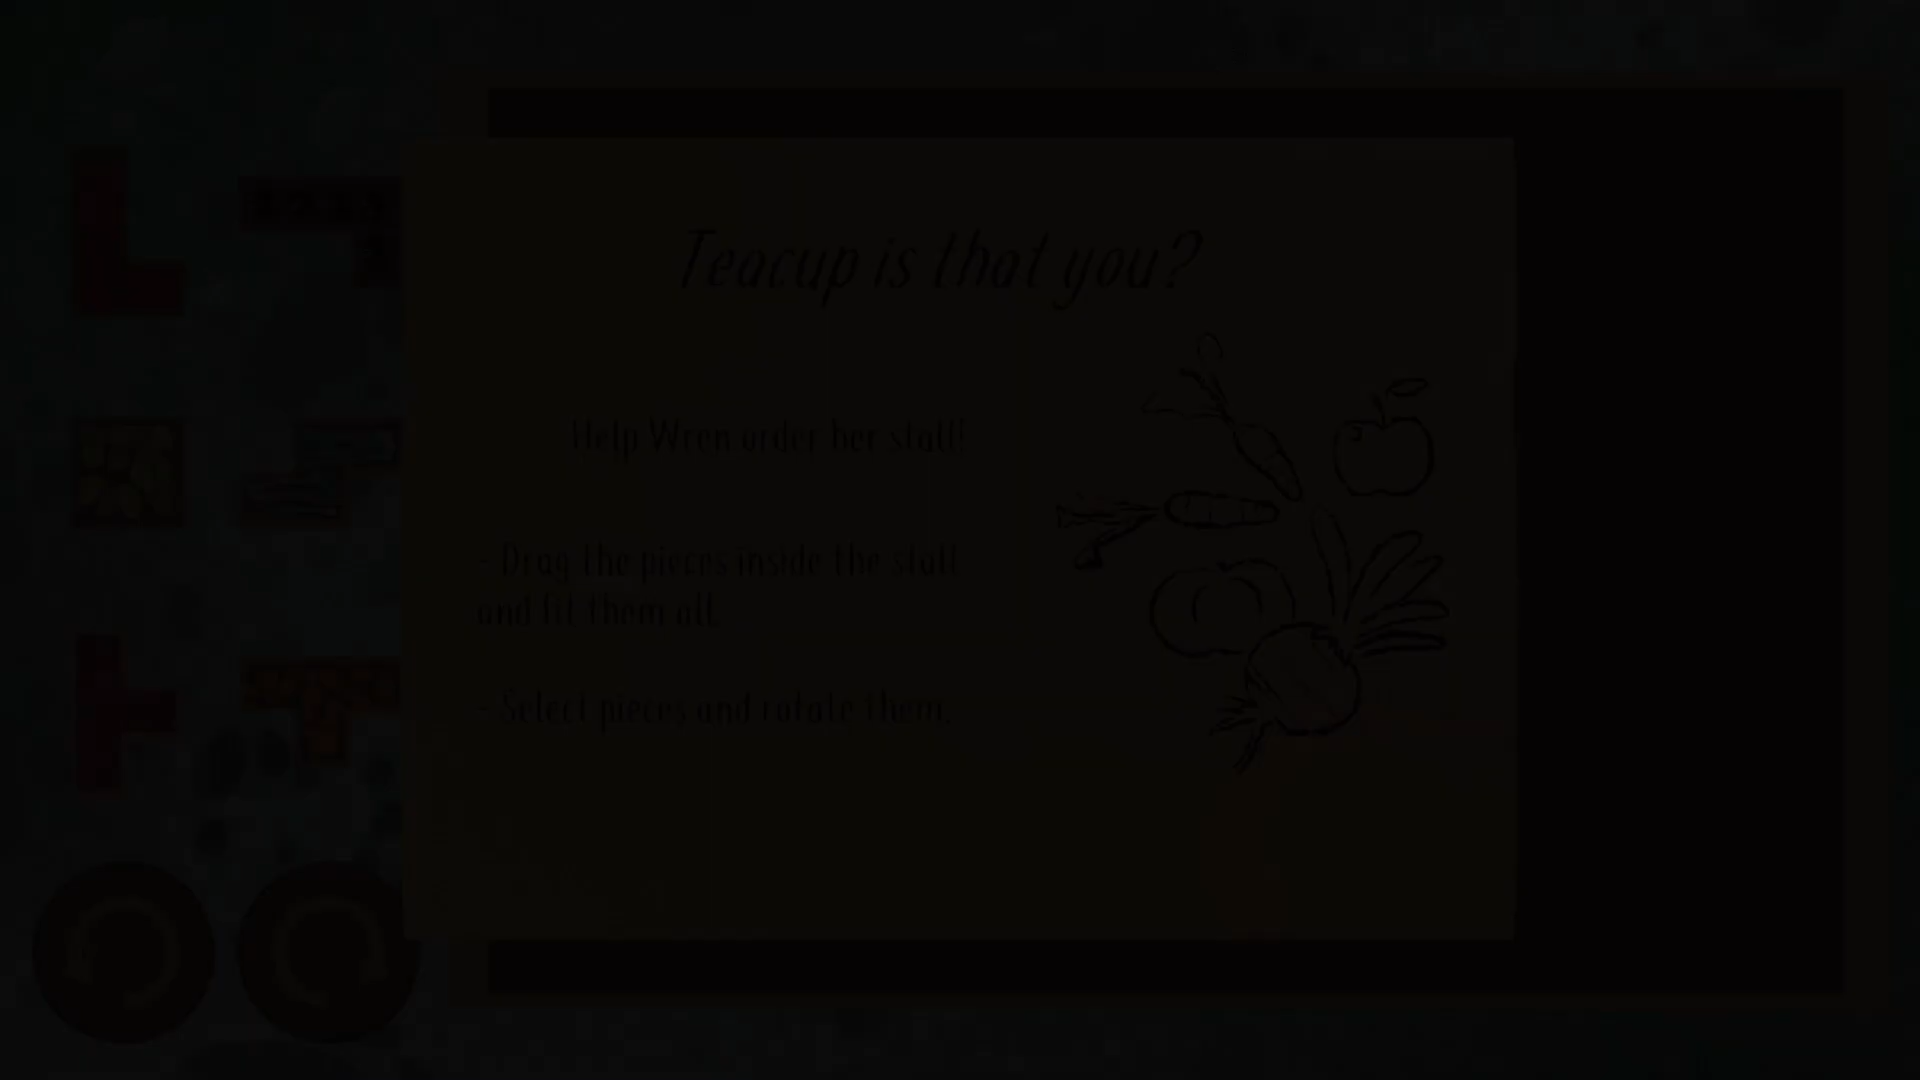 Teacup is that you?
Help Wren order her stall!
- Drag the pieces inside the stall
and fit them all.
- Select pieces and rotate them.